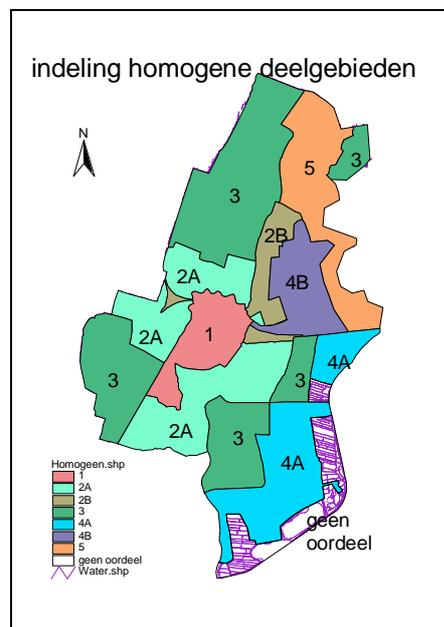 indeling homogene deelgebieden
N
3
5
3
2B
2A
4B
2A
1
3
4A
3
2A
3
4A
geen
oordeel
Homogeen.shp
1
2A
2B
3
4A
4B
5
geen oordeel
Water.shp